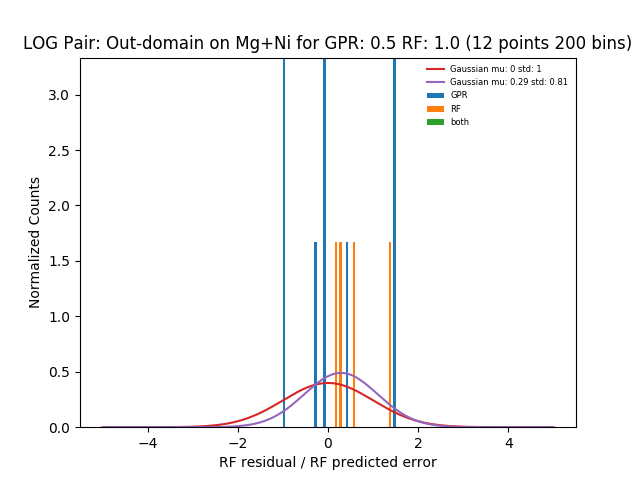 LOG Pair: Out-domain on Mg+Ni for GPR: 0.5 RF: 1.0 (12 points 200 bins)
Gaussian mu: 0 std: 1
Gaussian mu: 0.29 std: 0.81
GPR
RF
both
Normalized Counts
3.0
2.5
2.0
1.5
1.0
0.5
0.0
−4 −2 0 2 4
RF residual / RF predicted error